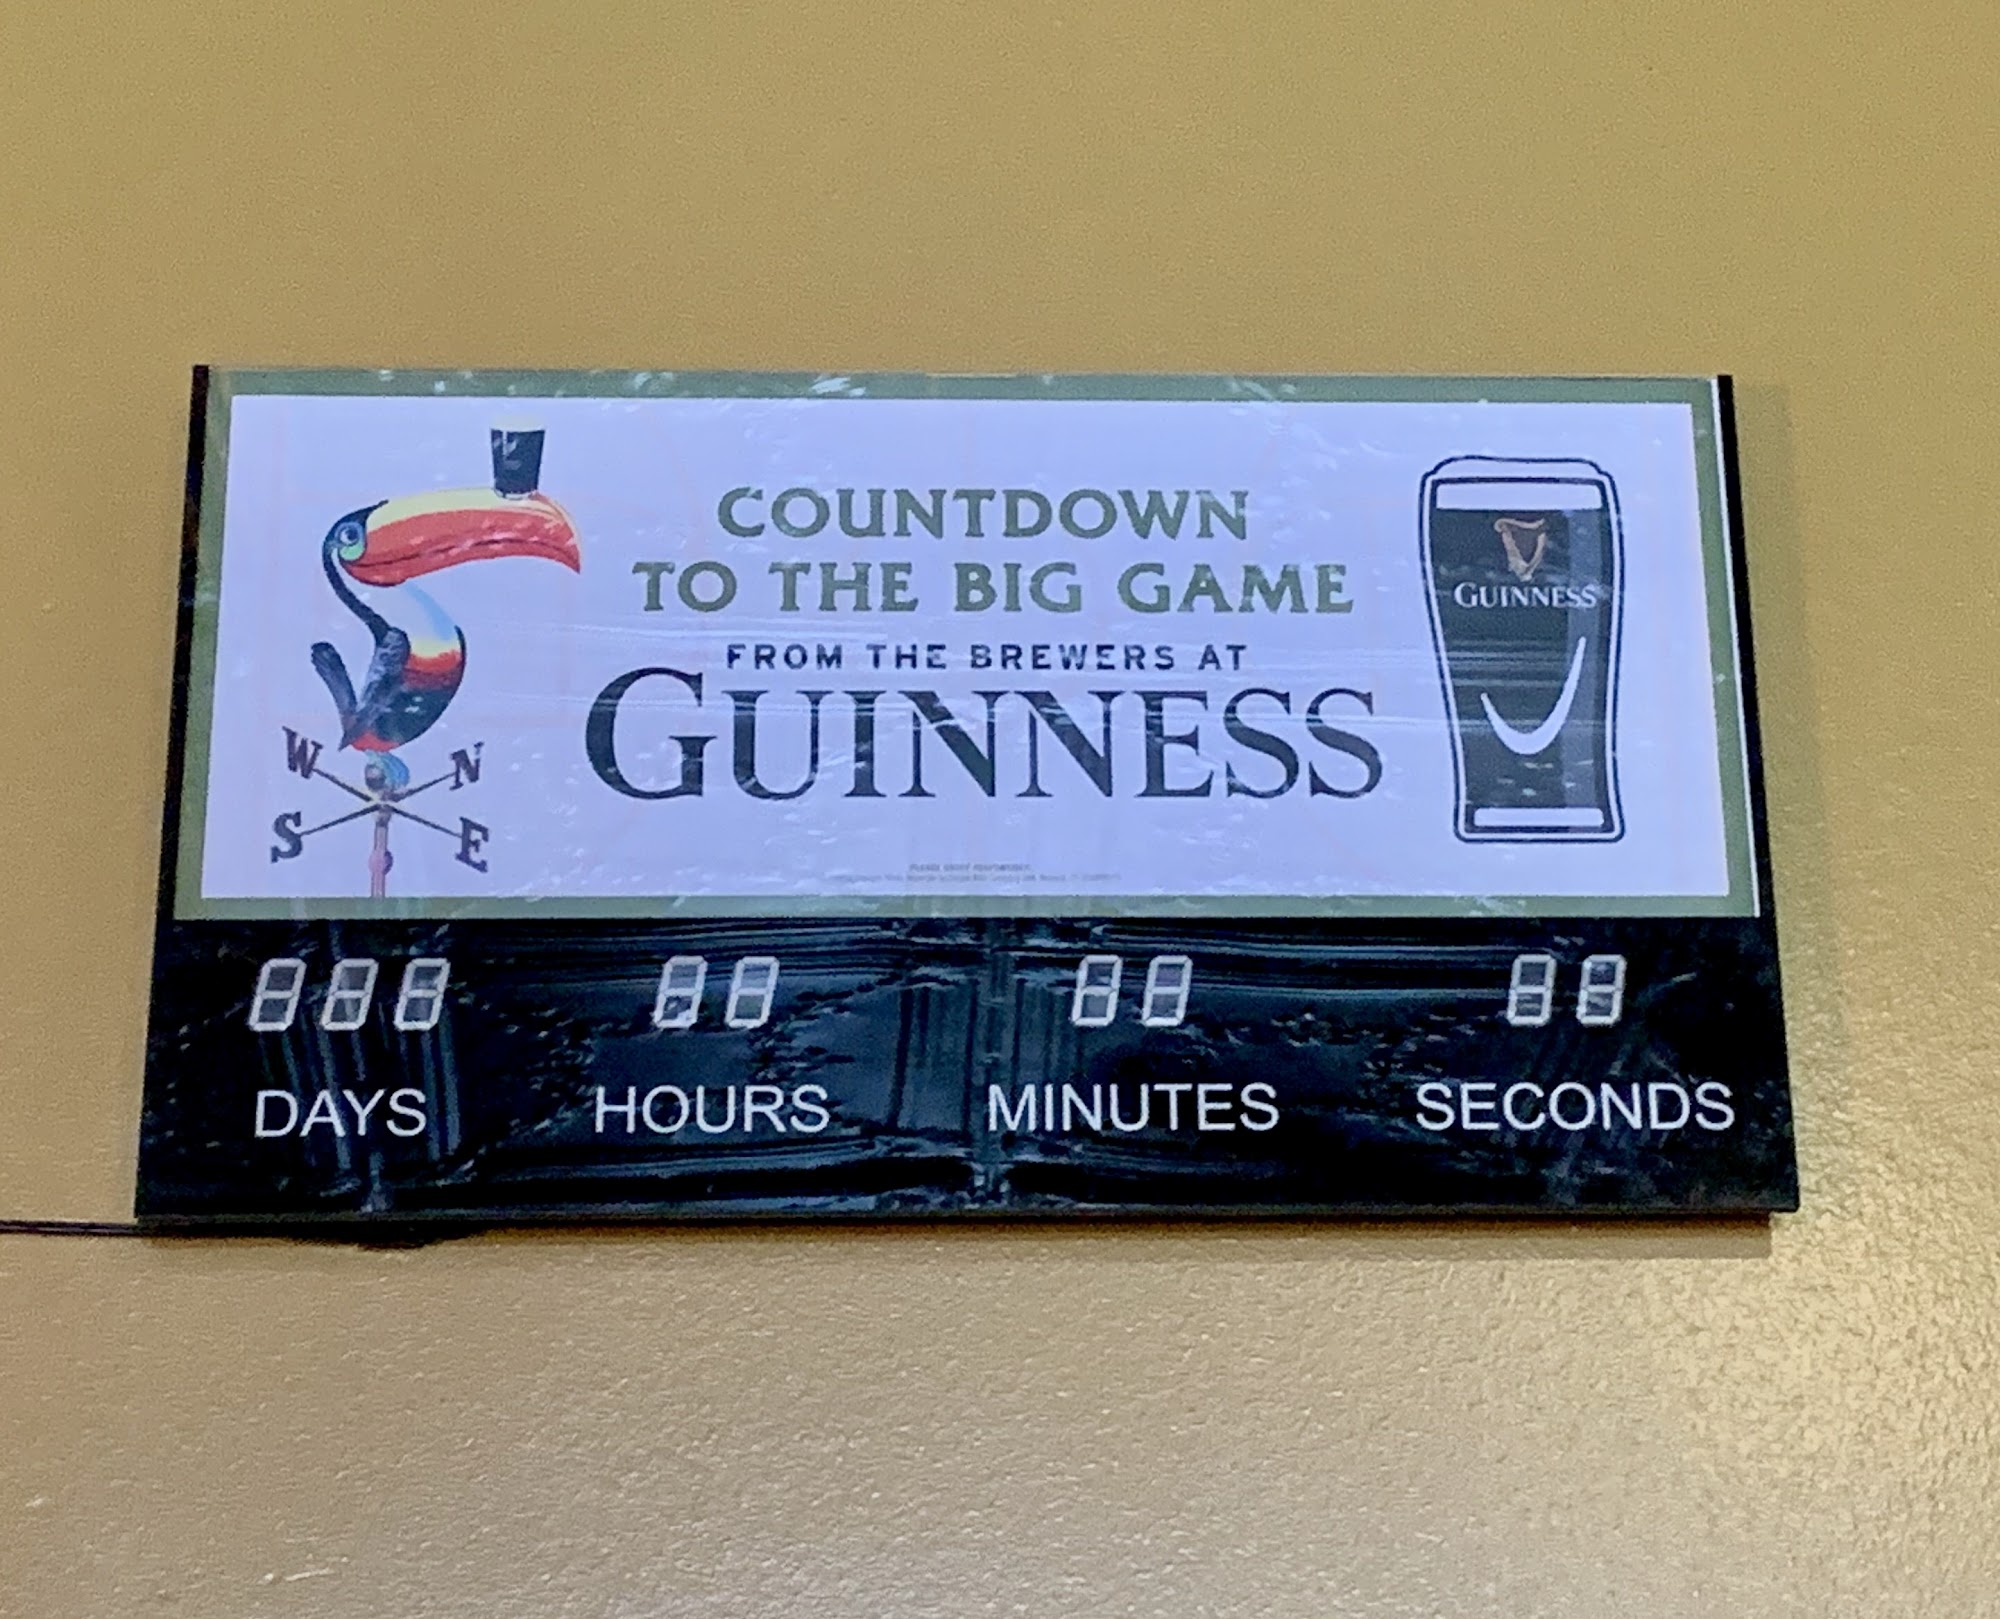 COUNTDOWN
TO THE BIG GAME
FROM THE BREWERS AT
GUINNESS
GUINNESS
W N
S E
DAYS HOURS MINUTES SECONDS